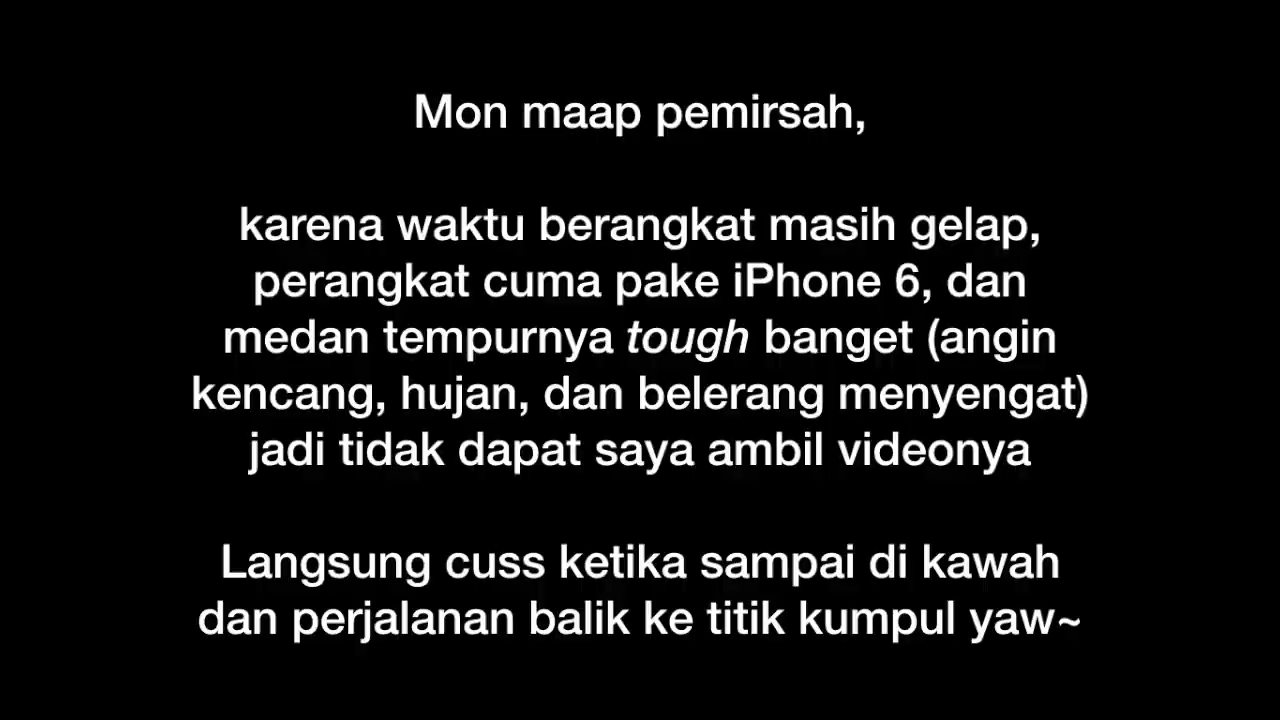 Mon maap pemirsah,
karena waktu berangkat masih gelap,
perangkat cuma pake iPhone 6, dan
medan tempurnya tough banget (angin
kencang, hujan, dan belerang menyengat)
jadi tidak dapat saya ambil videonya
Langsung cuss ketika sampai di kawah
dan perjalanan balik ke titik kumpul yaw~